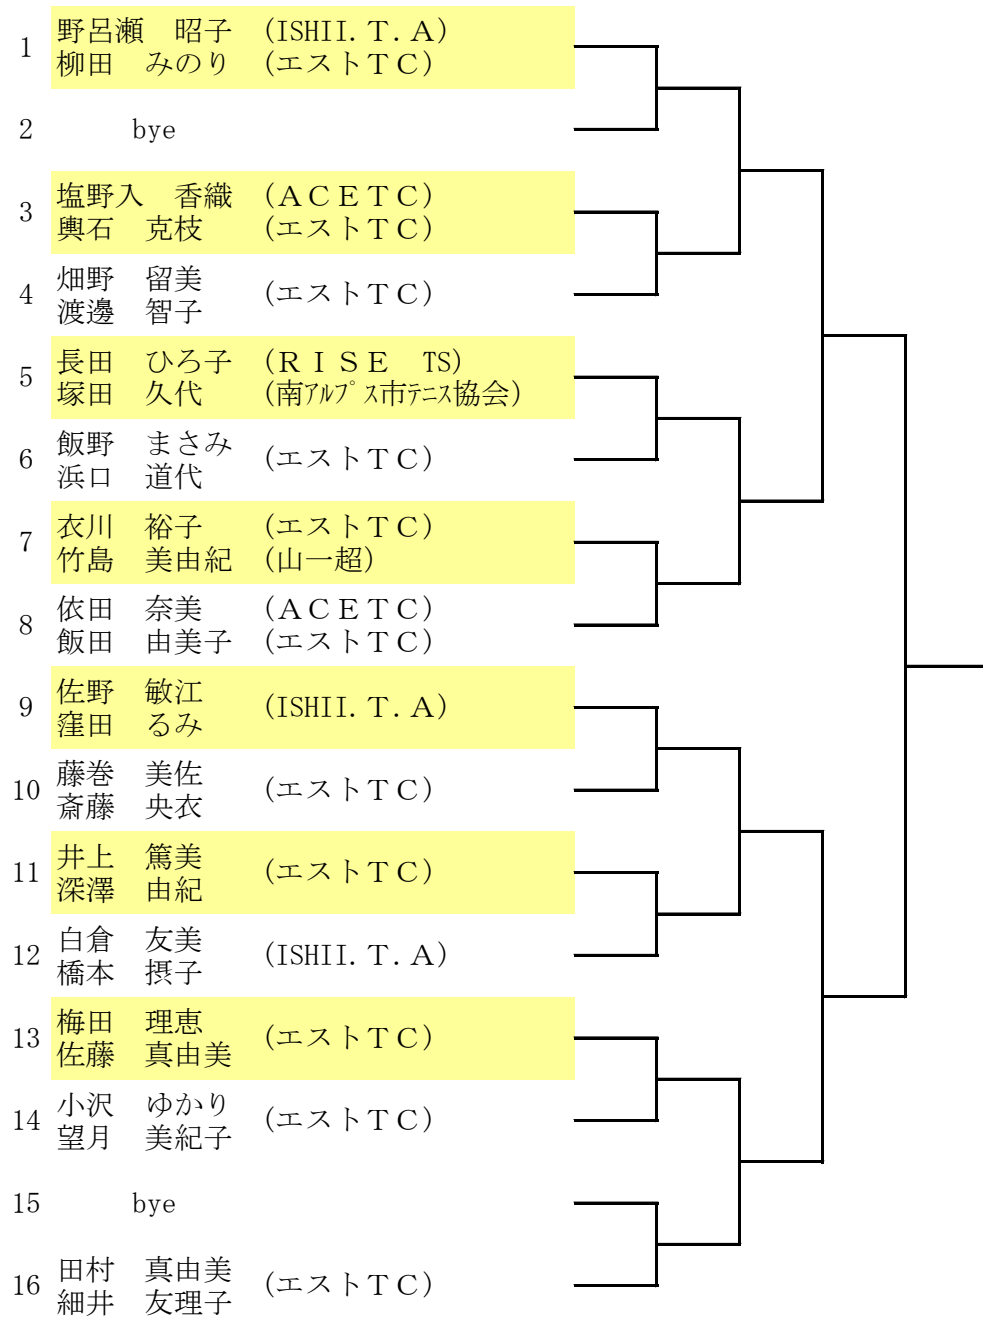 1 野呂瀬　昭子　(ISHII.Ｔ.Ａ)
柳田　みのり　(エストＴＣ)
2 bye
3 塩野入　香織　(ＡＣＥＴＣ)
輿石　克枝　(エストＴＣ)
4 畑野　留美
渡邊　智子　(エストＴＣ)
5 長田　ひろ子　(ＲＩＳＥ　TS)
塚田　久代　(南ｱﾙﾌﾟｽ市ﾃﾆｽ協会)
6 飯野　まさみ
浜口　道代　(エストＴＣ)
7 衣川　裕子　(エストＴＣ)
竹島　美由紀　(山一超)
8 依田　奈美　(ＡＣＥＴＣ)
飯田　由美子　(エストＴＣ)
9 佐野　敏江
窪田　るみ　(ISHII.Ｔ.Ａ)
10 藤巻　美佐
斎藤　央衣　(エストＴＣ)
11 井上　篤美
深澤　由紀　(エストＴＣ)
12 白倉　友美
橋本　摂子　(ISHII.Ｔ.Ａ)
13 梅田　理恵
佐藤　真由美　(エストＴＣ)
14 小沢　ゆかり
望月　美紀子　(エストＴＣ)
15 bye
16 田村　真由美
細井　友理子　(エストＴＣ)